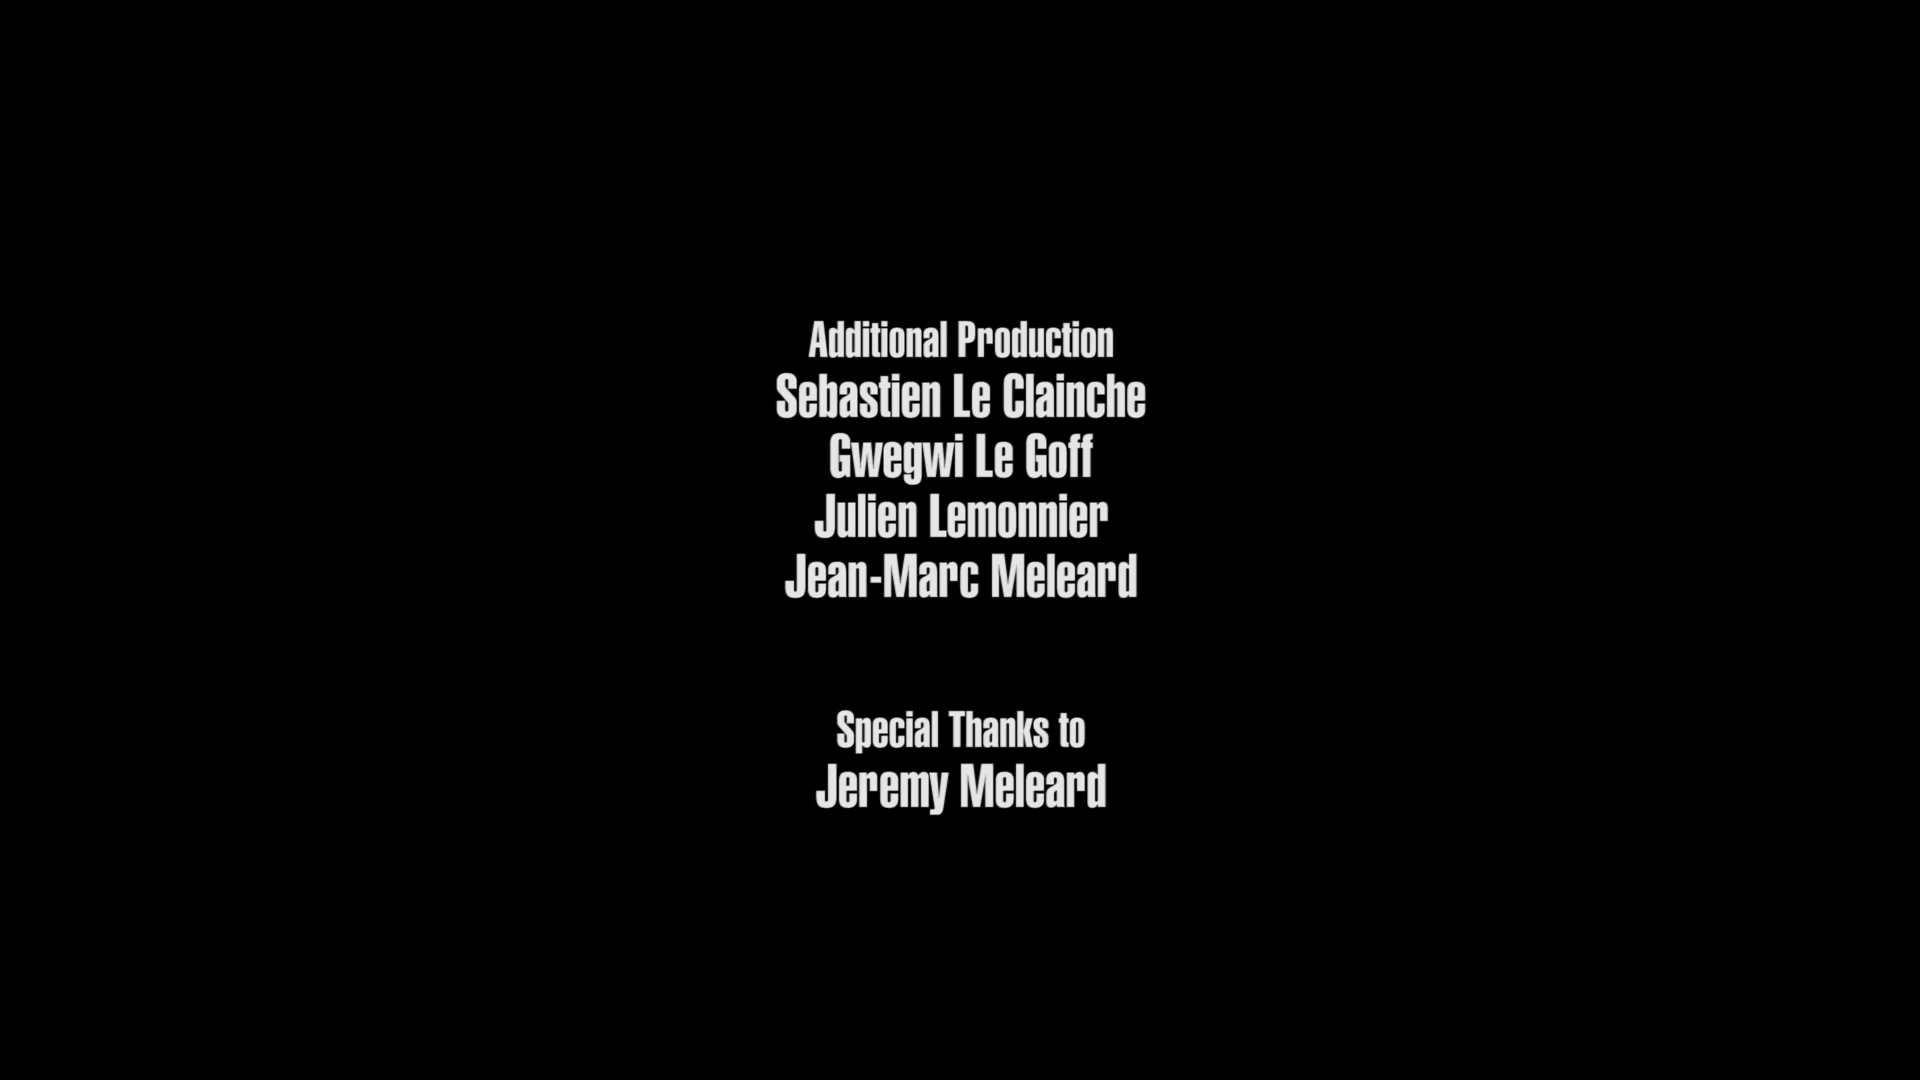 Additional Production
Sebastien Le Clainche
Gwegwi Le Goff
Julien Lemonnier
Jean-Marc Meleard
Special Thanks to
Jeremy Meleard